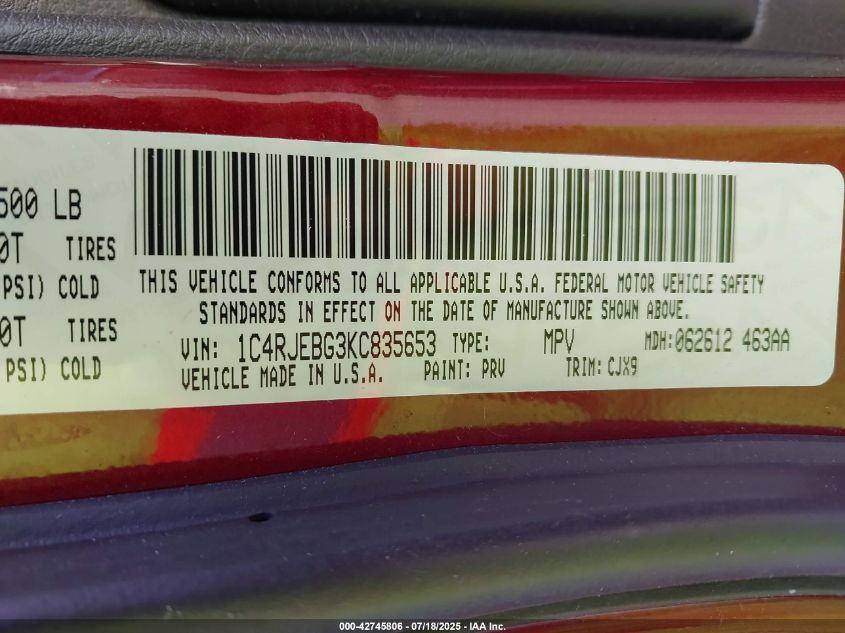 500 LB
0T TIRES
PSI) COLD
0T TIRES
PSI) COLD
THIS VEHICLE CONFORMS TO ALL APPLICABLE U.S.A. FEDERAL MOTOR VEHICLE SAFETY
STANDARDS IN EFFECT ON THE DATE OF MANUFACTURE SHOWN ABOVE.
VIN: 1C4RJEBG3KC835653 TYPE: MPV MDH:062612 463AA
VEHICLE MADE IN U.S.A. PAINT: PRV TRIM: CJX9
000-42745806 - 07/18/2025 - IAA Inc.